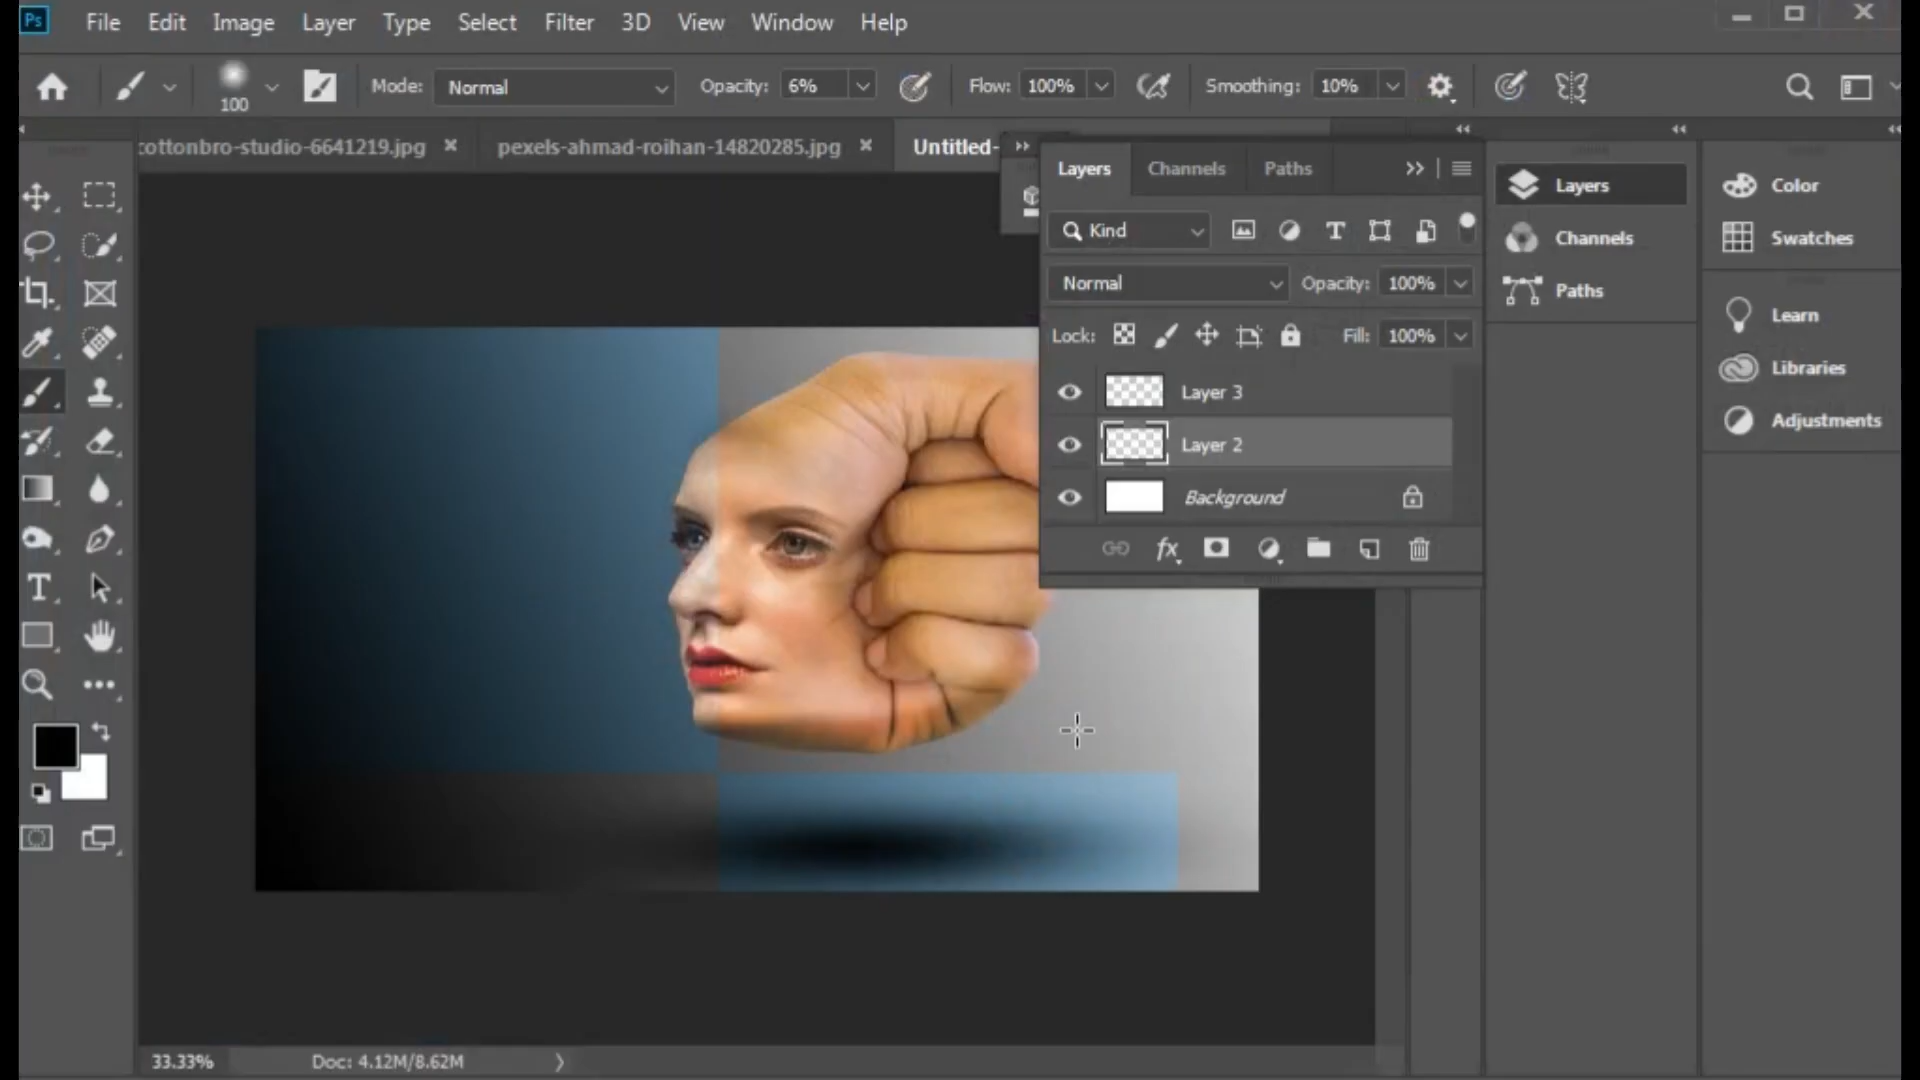 Ps File Edit Image Layer Type Select Filter 3D View Window Help
100 Mode: Normal Opacity: 6% Flow: 100% Smoothing: 10%
cottonbro-studio-6641219.jpg pexels-ahmad-roihan-14820285.jpg Untitled-
Layers Channels Paths
Kind
Normal Opacity: 100%
Lock: Fill: 100%
Layer 3
Layer 2
Background
fx
Layers
Channels
Paths
Color
Swatches
Learn
Libraries
Adjustments
33.33% Doc: 4.12M/8.62M